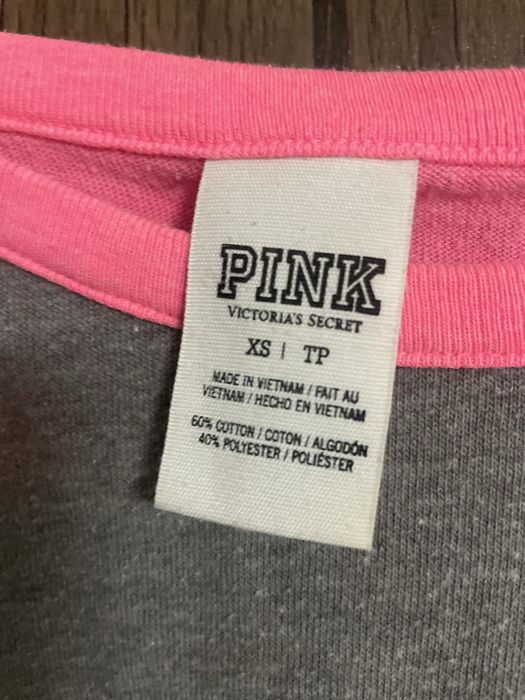 PINK
VICTORIA'S SECRET
XS | TP
MADE IN VIETNAM / FAIT AU
VIETNAM / HECHO EN VIETNAM
60% COTTON / COTON / ALGODÓN
40% POLYESTER / POLIÉSTER